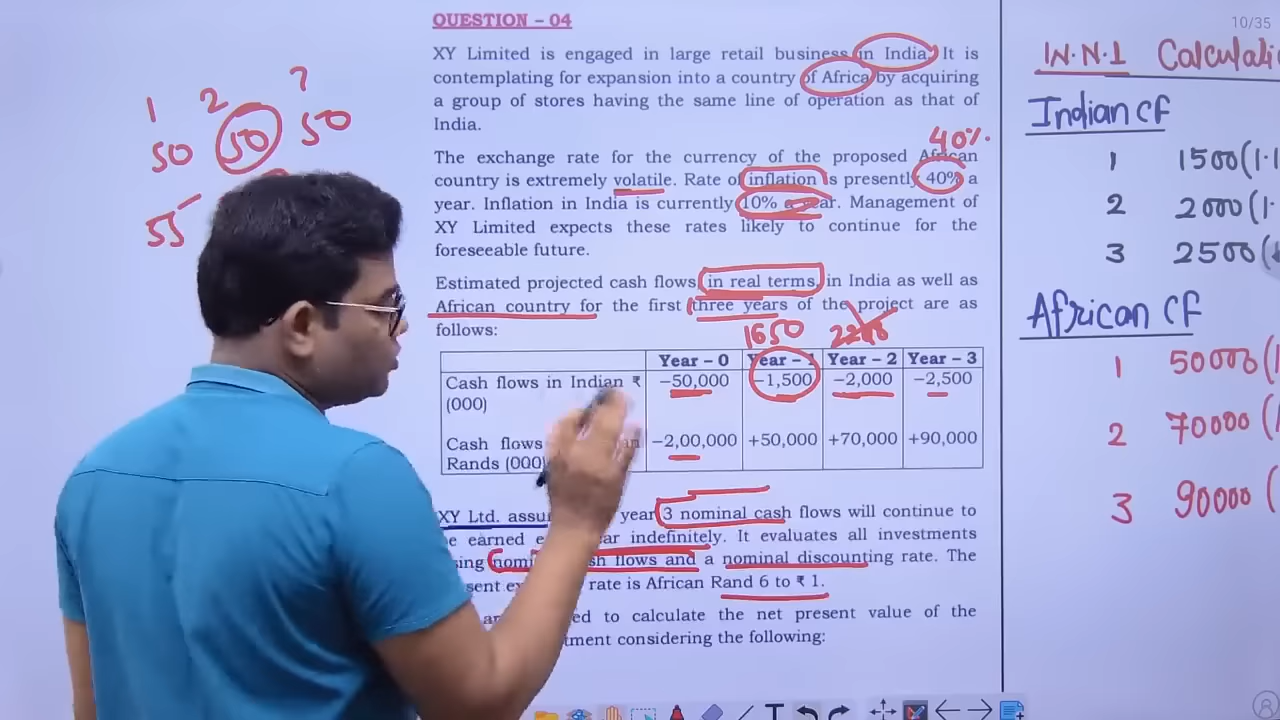 10/35
QUESTION – 04
XY Limited is engaged in large retail business in India. It is
contemplating for expansion into a country of Africa by acquiring
a group of stores having the same line of operation as that of
India.
40%
The exchange rate for the currency of the proposed African
country is extremely volatile. Rate of inflation is presently 40% a
year. Inflation in India is currently 10% a year. Management of
XY Limited expects these rates likely to continue for the
foreseeable future.
Estimated projected cash flows, in real terms, in India as well as
African country for the first three years of the project are as
follows:
1650
Year – 0 Year – 1 Year – 2 Year – 3
Cash flows in Indian ₹ −50,000 −1,500 −2,000 −2,500
(000)
Cash flows −2,00,000 +50,000 +70,000 +90,000
Rands (000)
XY Ltd. year 3 nominal cash flows will continue to
earned indefinitely. It evaluates all investments
flows and a nominal discounting rate. The
rate is African Rand 6 to ₹ 1.
to calculate the net present value of the
considering the following:
1 2 ?
50 50 50
55
W.N.1
Indian CF
1 1500(1.1
2 2000(1.
3 2500(
African CF
1 50000(1
2 70000(
3 90000(
T